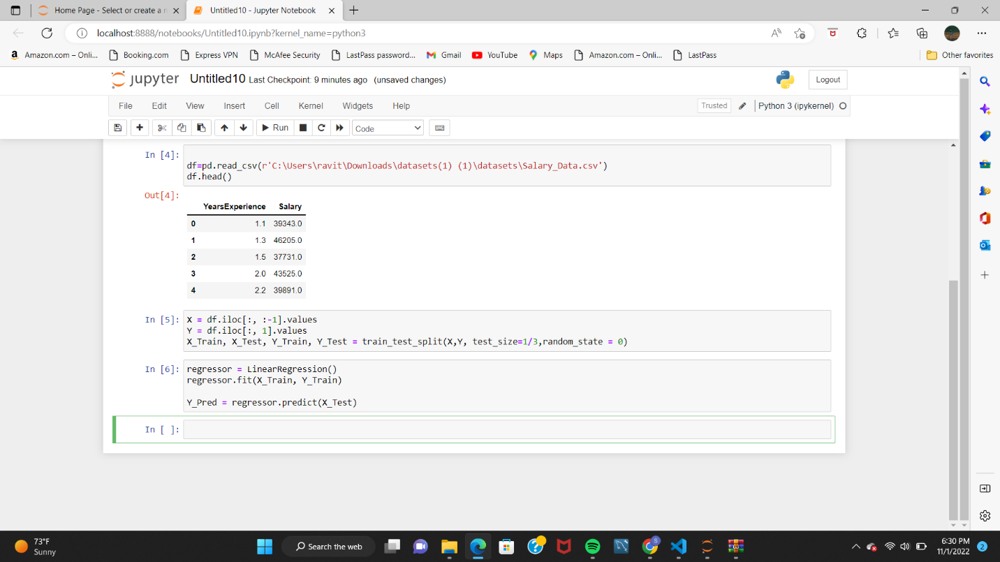 Home Page - Select or create a n
Untitled10 - Jupyter Notebook
localhost:8888/notebooks/Untitled10.ipynb?kernel_name=python3
Amazon.com – Onli...
Booking.com
Express VPN
McAfee Security
LastPass password...
Gmail
YouTube
Maps
Amazon.com – Onli...
LastPass
Other favorites
jupyter
Untitled10 Last Checkpoint: 9 minutes ago (unsaved changes)
Logout
File Edit View Insert Cell Kernel Widgets Help
Trusted
Python 3 (ipykernel)
Run
Code
In [4]:
df=pd.read_csv(r'C:\Users\ravit\Downloads\datasets(1) (1)\datasets\Salary_Data.csv')
df.head()
Out[4]:
YearsExperience Salary
0 1.1 39343.0
1 1.3 46205.0
2 1.5 37731.0
3 2.0 43525.0
4 2.2 39891.0
In [5]: X = df.iloc[:, :-1].values
Y = df.iloc[:, 1].values
X_Train, X_Test, Y_Train, Y_Test = train_test_split(X,Y, test_size=1/3,random_state = 0)
In [6]: regressor = LinearRegression()
regressor.fit(X_Train, Y_Train)
Y_Pred = regressor.predict(X_Test)
In [ ]:
73°F
Sunny
Search the web
6:30 PM
11/1/2022
2